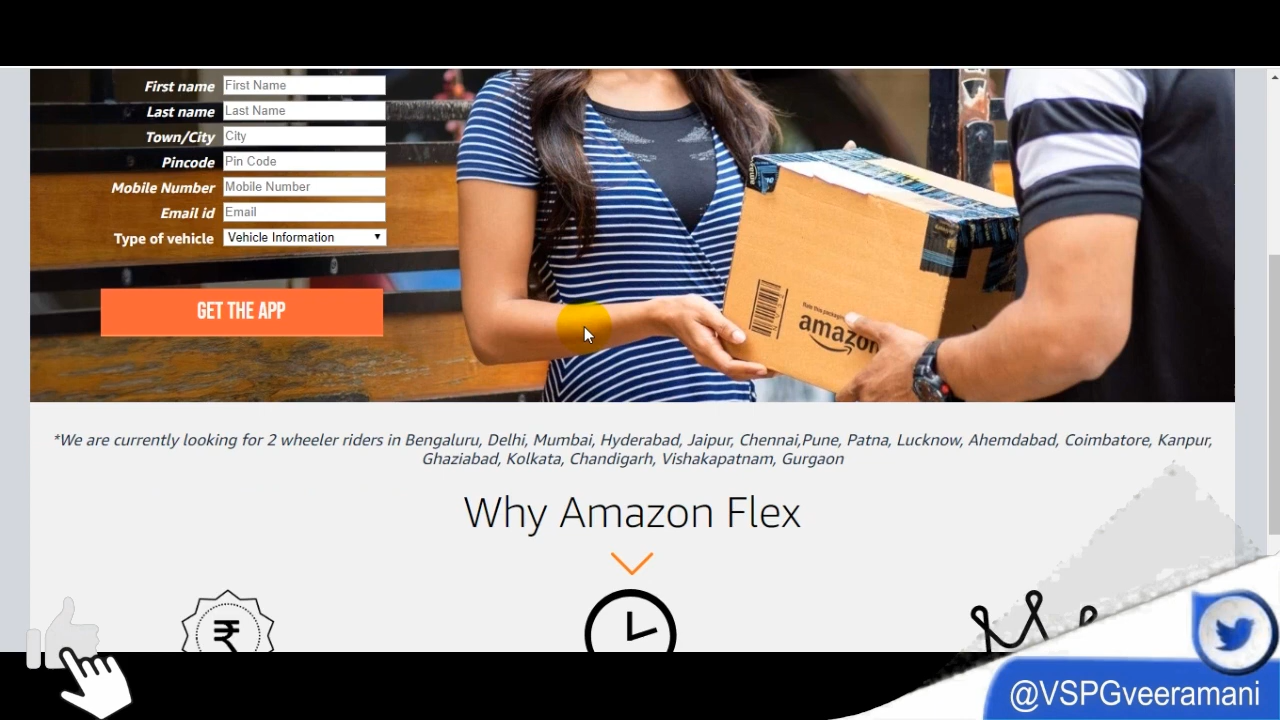 First name First Name
Last name Last Name
Town/City City
Pincode Pin Code
Mobile Number Mobile Number
Email id Email
Type of vehicle Vehicle Information
GET THE APP
amazon
*We are currently looking for 2 wheeler riders in Bengaluru, Delhi, Mumbai, Hyderabad, Jaipur, Chennai,Pune, Patna, Lucknow, Ahemdabad, Coimbatore, Kanpur,
Ghaziabad, Kolkata, Chandigarh, Vishakapatnam, Gurgaon
Why Amazon Flex
₹
@VSPGveeramani